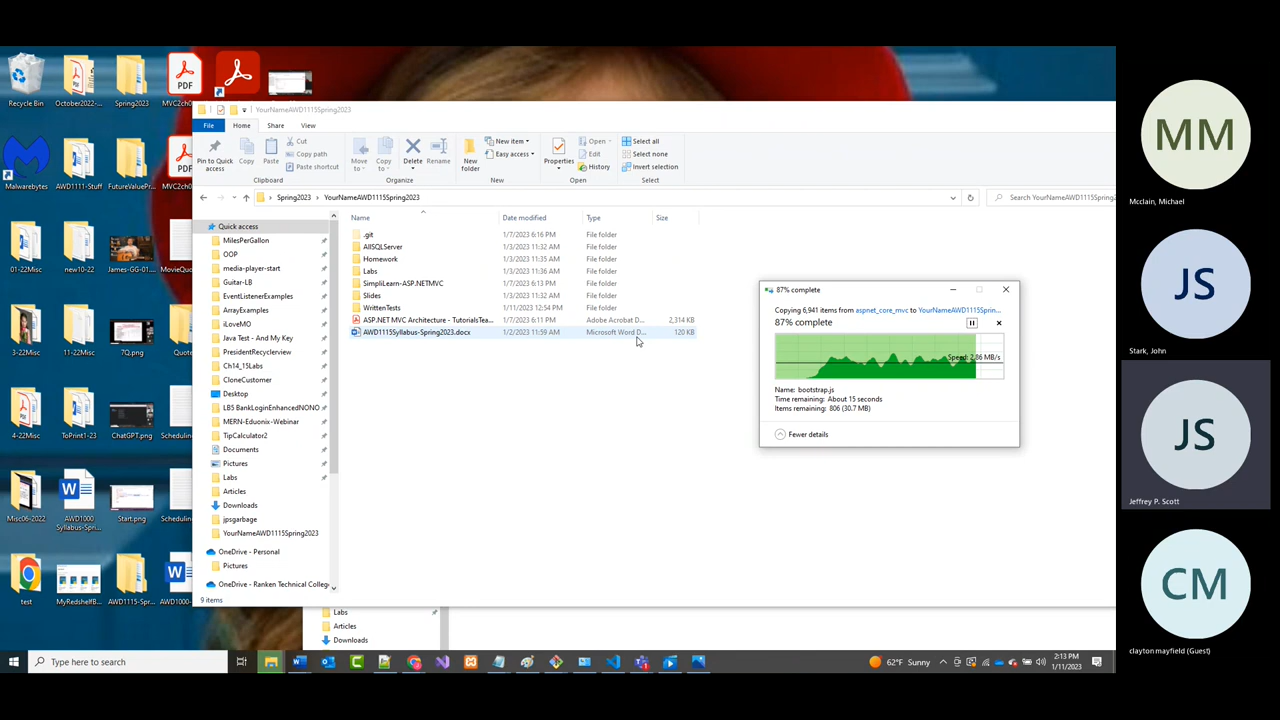 Recycle Bin
October2022-...
Spring2023
PDF
MVC2ch0
Malwarebytes
AWD1111-Stuff
FutureValueP
PDF
MVC2ch0
01-22Misc
new10-22
James-GG-01....
MovieQuo
3-22Misc
11-22Misc
7Q.png
Quote
4-22Misc
ToPrint1-23
ChatGPT.png
Scheduling
Misc06-2022
AWD1000
Syllabus-Spri...
Start.png
Scheduling
test
MyRedshelfB...
AWD1115-Spr...
AWD1000-
YourNameAWD1115Spring2023
File
Home
Share
View
Pin to Quick
access
Copy
Paste
Cut
Copy path
Paste shortcut
Clipboard
Move
to
Copy
to
Delete
Rename
Organize
New
folder
New item
Easy access
New
Properties
Open
Edit
History
Open
Select all
Select none
Invert selection
Select
Spring2023
YourNameAWD1115Spring2023
Search YourNameAWD1115Spring2
Quick access
MilesPerGallon
OOP
media-player-start
Guitar-LB
EventListenerExamples
ArrayExamples
iLoveMO
Java Test - And My Key
PresidentRecyclerview
Ch14_15Labs
CloneCustomer
Desktop
LB5 BankLoginEnhancedNONO
MERN-Eduonix-Webinar
TipCalculator2
Documents
Pictures
Labs
Articles
Downloads
jpsgarbage
YourNameAWD1115Spring2023
OneDrive - Personal
Pictures
OneDrive - Ranken Technical Colleg
Name
Date modified
Type
Size
.git
1/7/2023 6:16 PM
File folder
AllSQLServer
1/3/2023 11:32 AM
File folder
Homework
1/3/2023 11:35 AM
File folder
Labs
1/3/2023 11:36 AM
File folder
SimpliLearn-ASP.NETMVC
1/7/2023 6:13 PM
File folder
Slides
1/3/2023 11:32 AM
File folder
WrittenTests
1/11/2023 12:54 PM
File folder
ASP.NET MVC Architecture - TutorialsTea...
1/7/2023 6:11 PM
Adobe Acrobat D...
2,314 KB
AWD1115Syllabus-Spring2023.docx
1/2/2023 11:59 AM
Microsoft Word D...
120 KB
9 items
87% complete
Copying 6,941 items from aspnet_core_mvc to YourNameAWD1115Sprin...
87% complete
Speed: 2.86 MB/s
Name: bootstrap.js
Time remaining: About 15 seconds
Items remaining: 806 (30.7 MB)
Fewer details
Labs
Articles
Downloads
Type here to search
62°F Sunny
2:13 PM
1/11/2023
MM
Mcclain, Michael
JS
Stark, John
JS
Jeffrey P. Scott
CM
clayton mayfield (Guest)